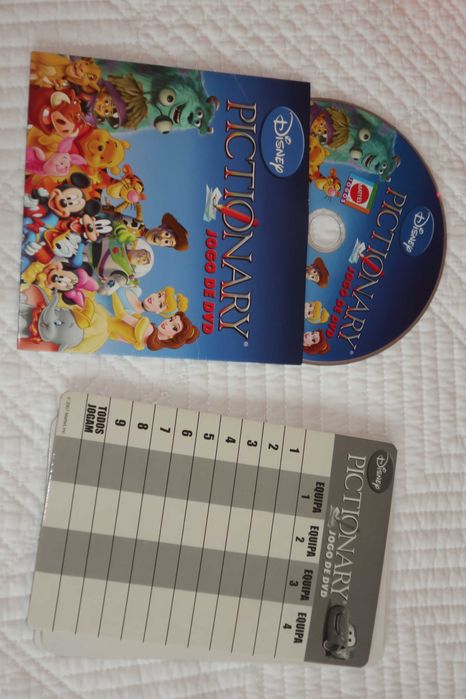 Disney
PICTIONARY®
JOGO DE DVD
Disney
PICTIONARY®
JOGO DE DVD
MATTEL
Disney
PICTIONARY
JOGO DE DVD
EQUIPA 1
EQUIPA 2
EQUIPA 3
EQUIPA 4
1
2
3
4
5
6
7
8
9
TODOS
JOGAM